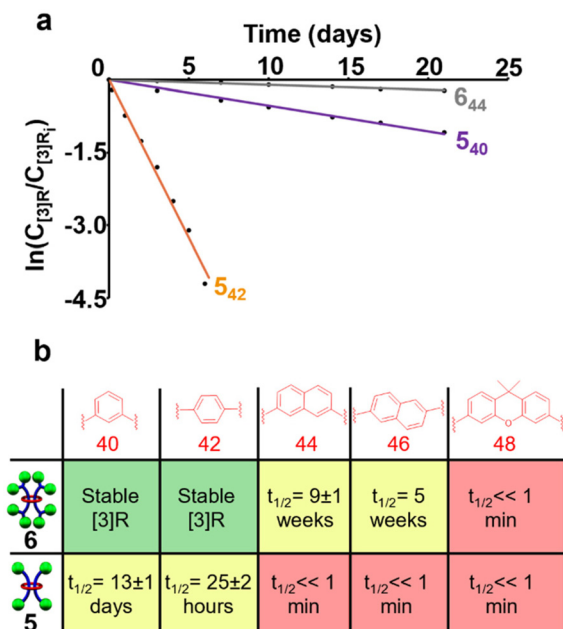 a
Time (days)
0 5 10 15 20 25
-1.5
-3.0
-4.5
ln(C[3]R/C[3]Ri)
6₄₄
5₄₀
5₄₂
b
O
40 42 44 46 48
6
Stable
[3]R
Stable
[3]R
t1/2= 9±1
weeks
t1/2= 5
weeks
t1/2<< 1
min
5
t1/2= 13±1
days
t1/2= 25±2
hours
t1/2<< 1
min
t1/2<< 1
min
t1/2<< 1
min